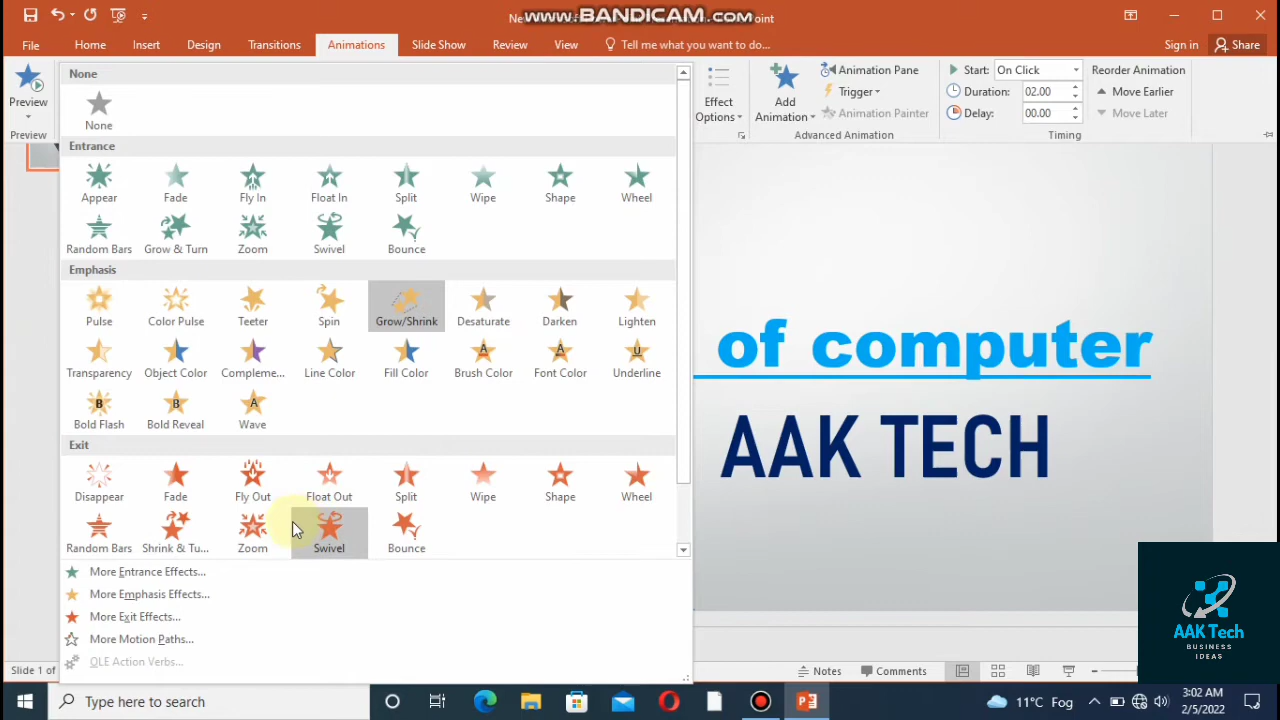 Ne
www.BANDICAM.com
oint
File
Home
Insert
Design
Transitions
Animations
Slide Show
Review
View
Tell me what you want to do...
Sign in
Share
Preview
Preview
None
None
Entrance
Appear
Fade
Fly In
Float In
Split
Wipe
Shape
Wheel
Random Bars
Grow & Turn
Zoom
Swivel
Bounce
Emphasis
Pulse
Color Pulse
Teeter
Spin
Grow/Shrink
Desaturate
Darken
Lighten
Transparency
Object Color
Compleme...
Line Color
Fill Color
Brush Color
Font Color
Underline
Bold Flash
Bold Reveal
Wave
Exit
Disappear
Fade
Fly Out
Float Out
Split
Wipe
Shape
Wheel
Random Bars
Shrink & Tu...
Zoom
Swivel
Bounce
More Entrance Effects...
More Emphasis Effects...
More Exit Effects...
More Motion Paths...
OLE Action Verbs...
Effect
Options
Add
Animation
Animation Pane
Trigger
Animation Painter
Advanced Animation
Start: On Click
Duration: 02.00
Delay: 00.00
Timing
Reorder Animation
Move Earlier
Move Later
of computer
AAK TECH
AAK Tech
BUSINESS
IDEAS
Slide 1 of
Notes
Comments
Type here to search
11°C Fog
3:02 AM
2/5/2022